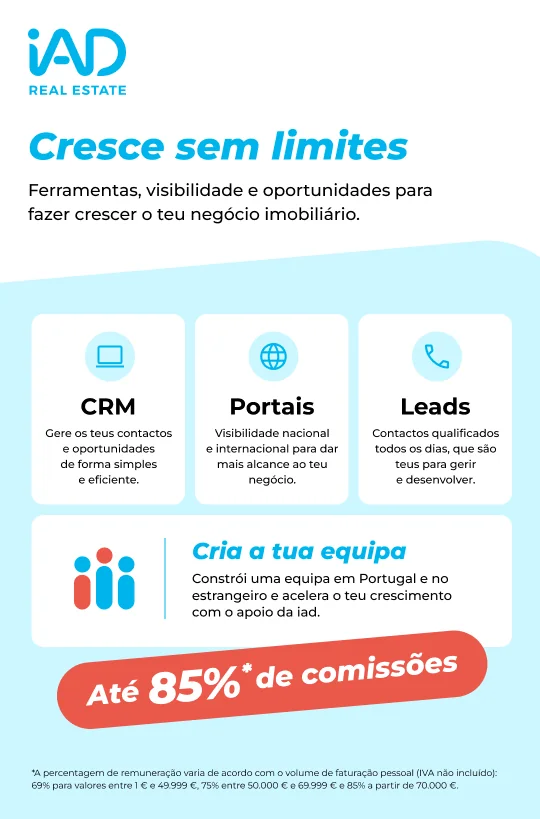 iAD
REAL ESTATE
Cresce sem limites
Ferramentas, visibilidade e oportunidades para
fazer crescer o teu negócio imobiliário.
CRM
Gere os teus contactos
e oportunidades
de forma simples
e eficiente.
Portais
Visibilidade nacional
e internacional para dar
mais alcance ao teu
negócio.
Leads
Contactos qualificados
todos os dias, que são
teus para gerir
e desenvolver.
Cria a tua equipa
Constrói uma equipa em Portugal e no
estrangeiro e acelera o teu crescimento
com o apoio da iad.
Até 85%* de comissões
*A percentagem de remuneração varia de acordo com o volume de faturação pessoal (IVA não incluído):
69% para valores entre 1 € e 49.999 €, 75% entre 50.000 € e 69.999 € e 85% a partir de 70.000 €.